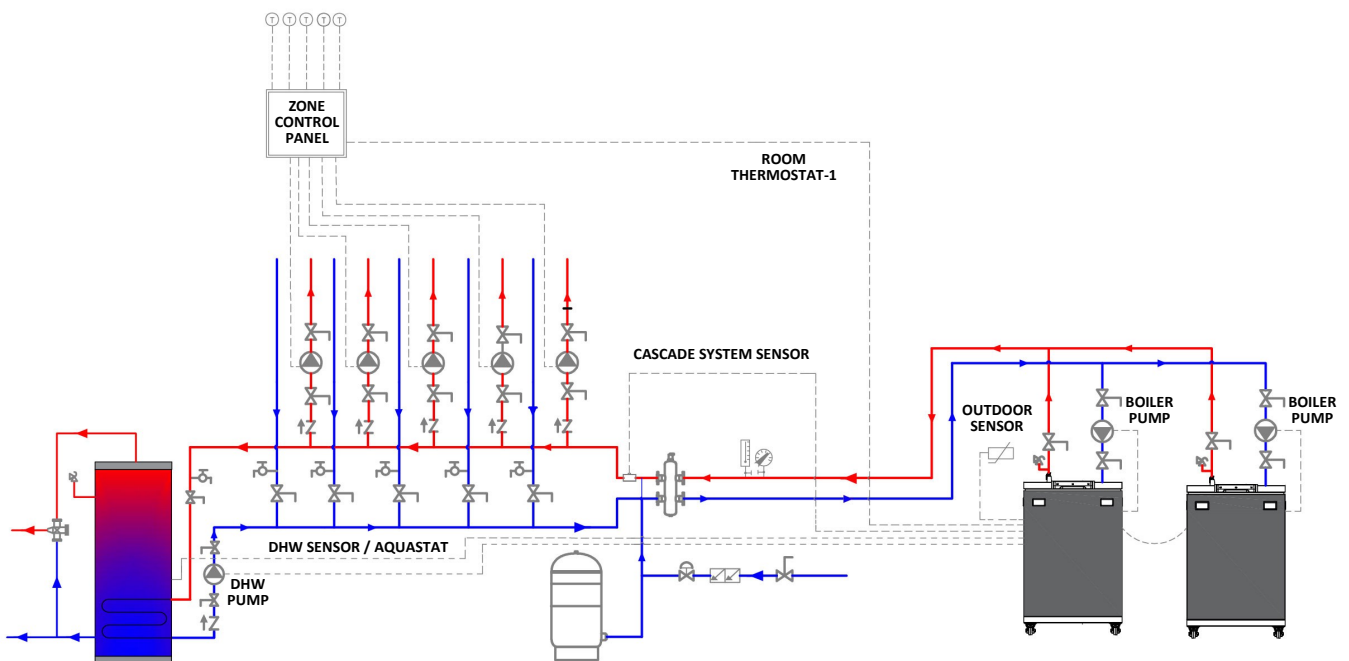 T T T T T
ZONE
CONTROL
PANEL
ROOM
THERMOSTAT-1
CASCADE SYSTEM SENSOR
OUTDOOR
SENSOR
BOILER
PUMP
BOILER
PUMP
DHW SENSOR / AQUASTAT
DHW
PUMP